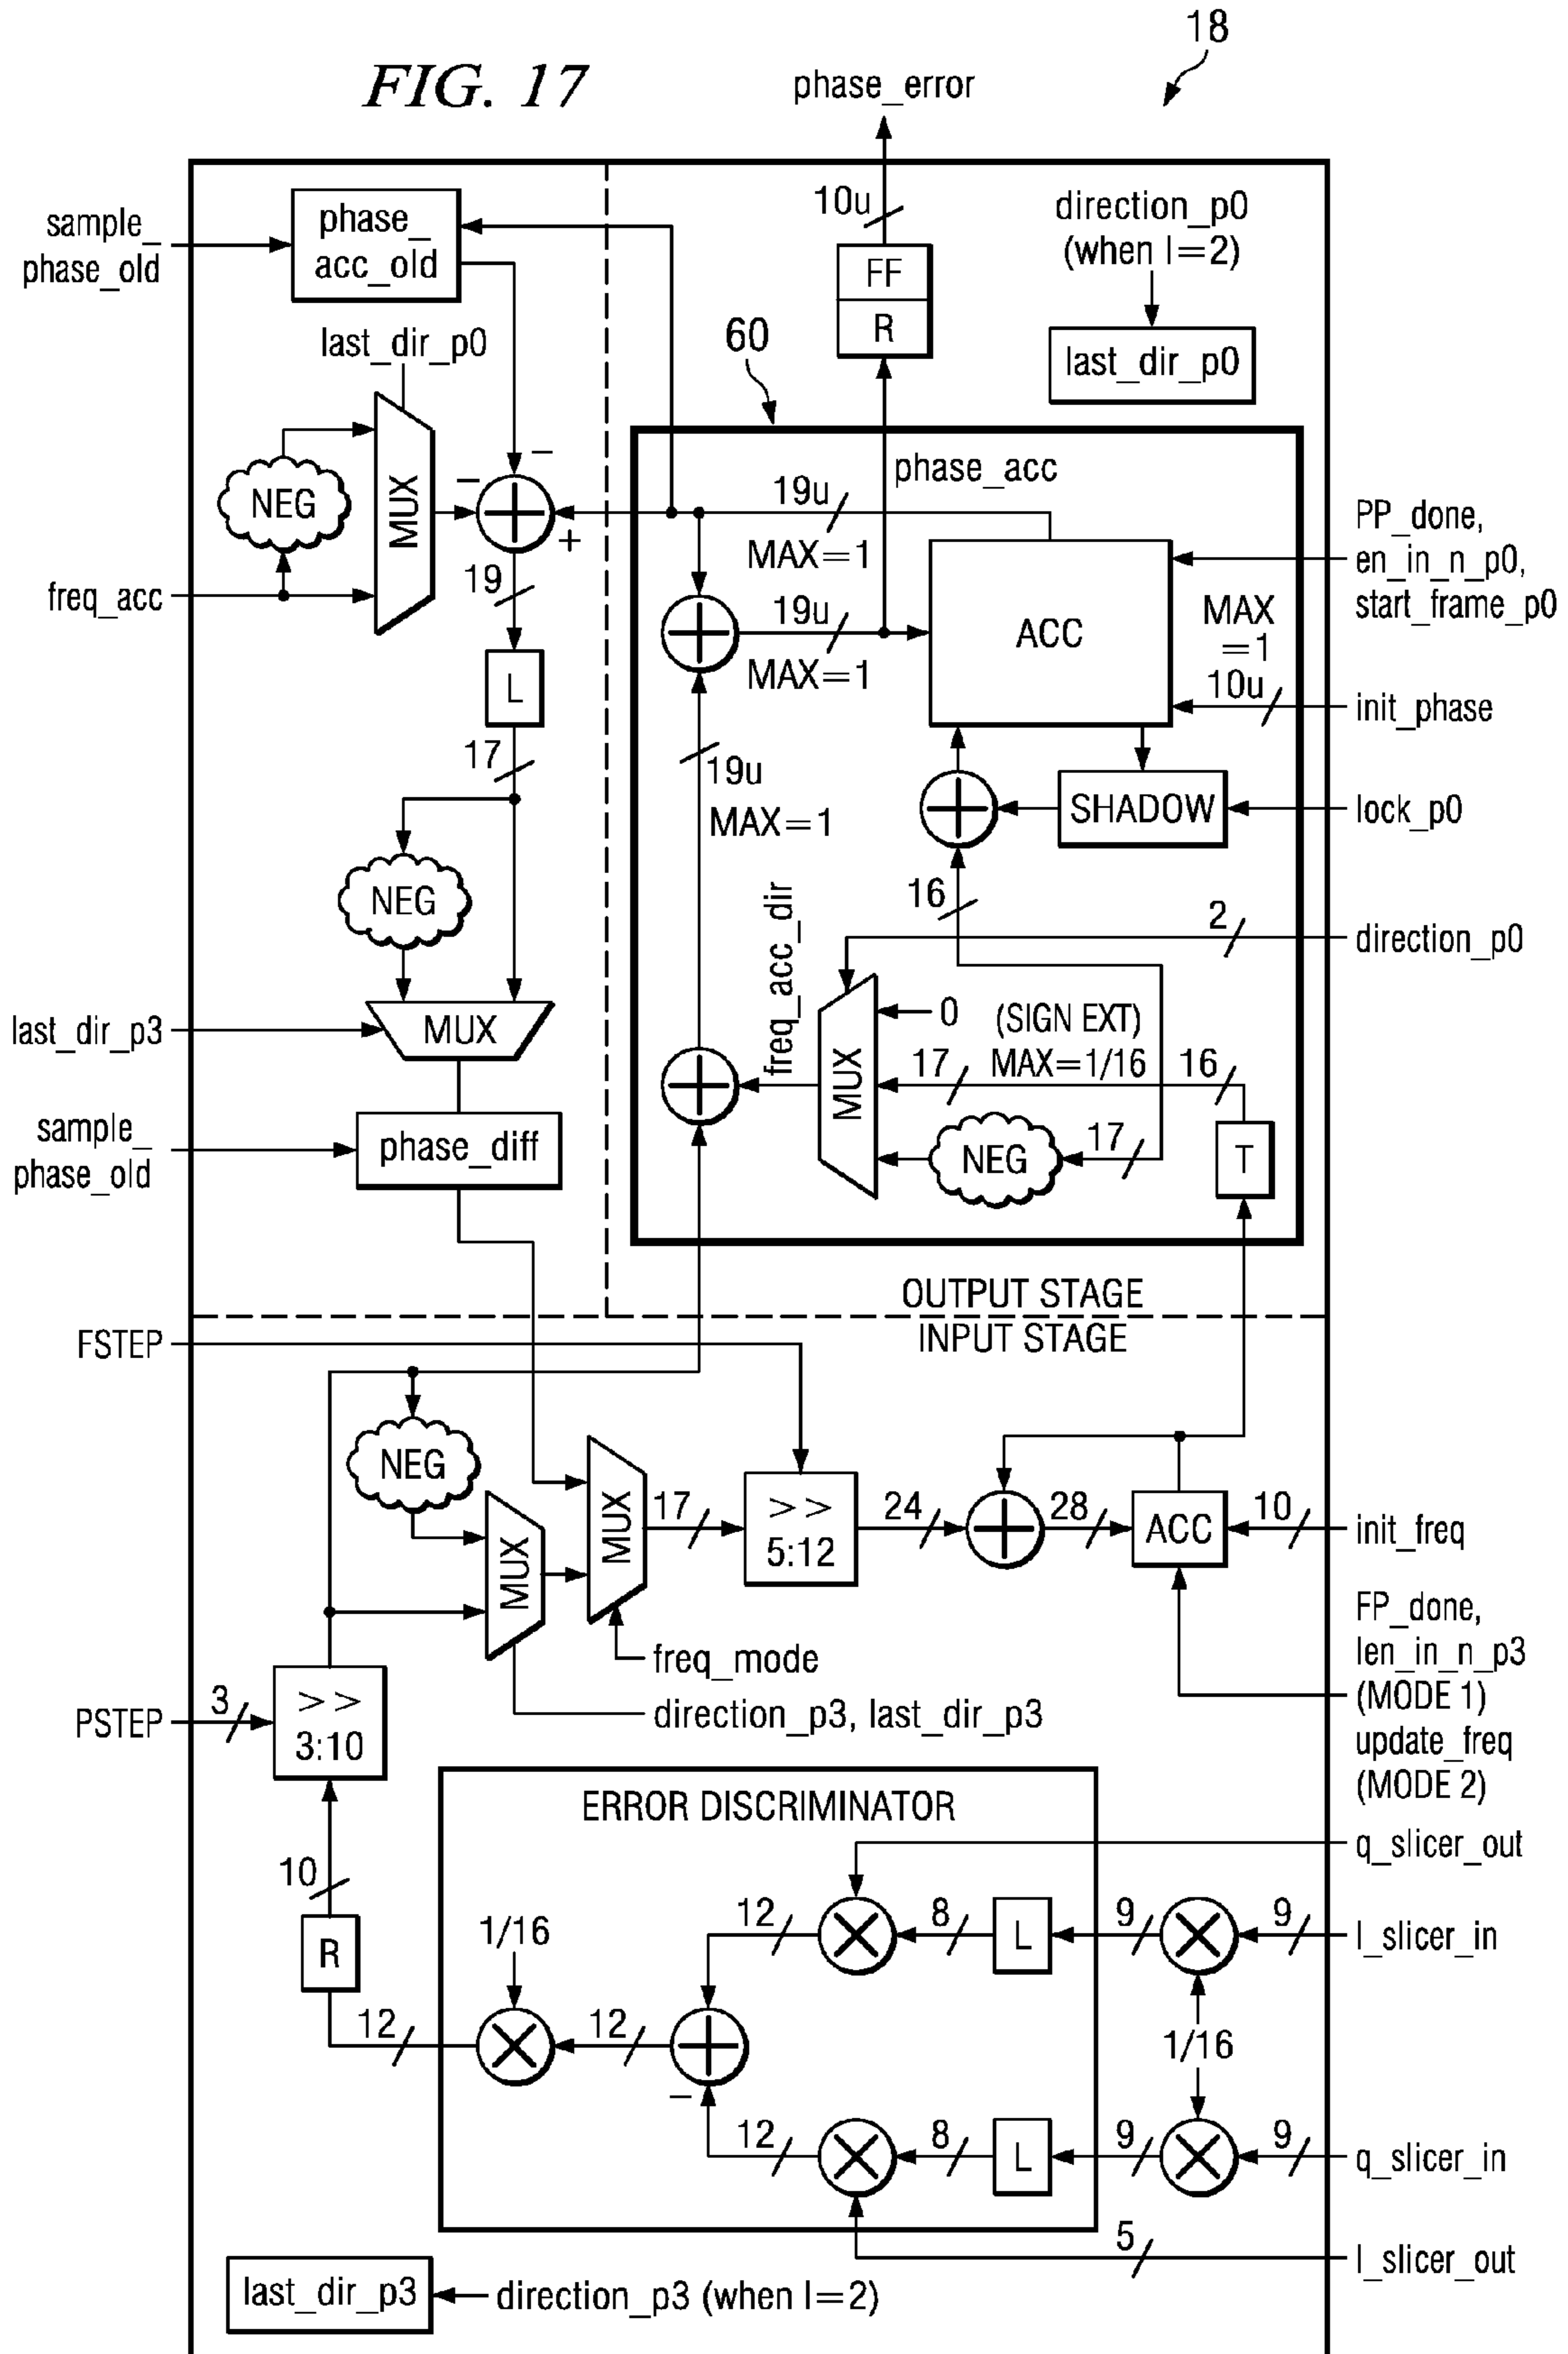 18
FIG. 17
phase_error
10u
FF
R
direction_p0
(when I=2)
last_dir_p0
sample_
phase_old
phase_
acc_old
last_dir_p0
NEG
MUX
freq_acc
−
−
+
19
L
17
NEG
last_dir_p3
MUX
sample_
phase_old
phase_diff
60
phase_acc
19u
MAX=1
19u
MAX=1
ACC
PP_done,
en_in_n_p0,
start_frame_p0
MAX
=1
10u
init_phase
19u
MAX=1
SHADOW
lock_p0
16
freq_acc_dir
2
direction_p0
MUX
0
(SIGN EXT)
17
MAX=1/16
16
NEG
17
T
OUTPUT STAGE
INPUT STAGE
FSTEP
NEG
MUX
MUX
17
>>
5:12
24
28
ACC
10
init_freq
freq_mode
direction_p3, last_dir_p3
FP_done,
len_in_n_p3
(MODE 1)
update_freq
(MODE 2)
PSTEP
3
>>
3:10
ERROR DISCRIMINATOR
q_slicer_out
10
R
1/16
12
8
L
9
9
I_slicer_in
12
12
−
1/16
12
8
L
9
9
q_slicer_in
5
I_slicer_out
last_dir_p3
direction_p3 (when I=2)